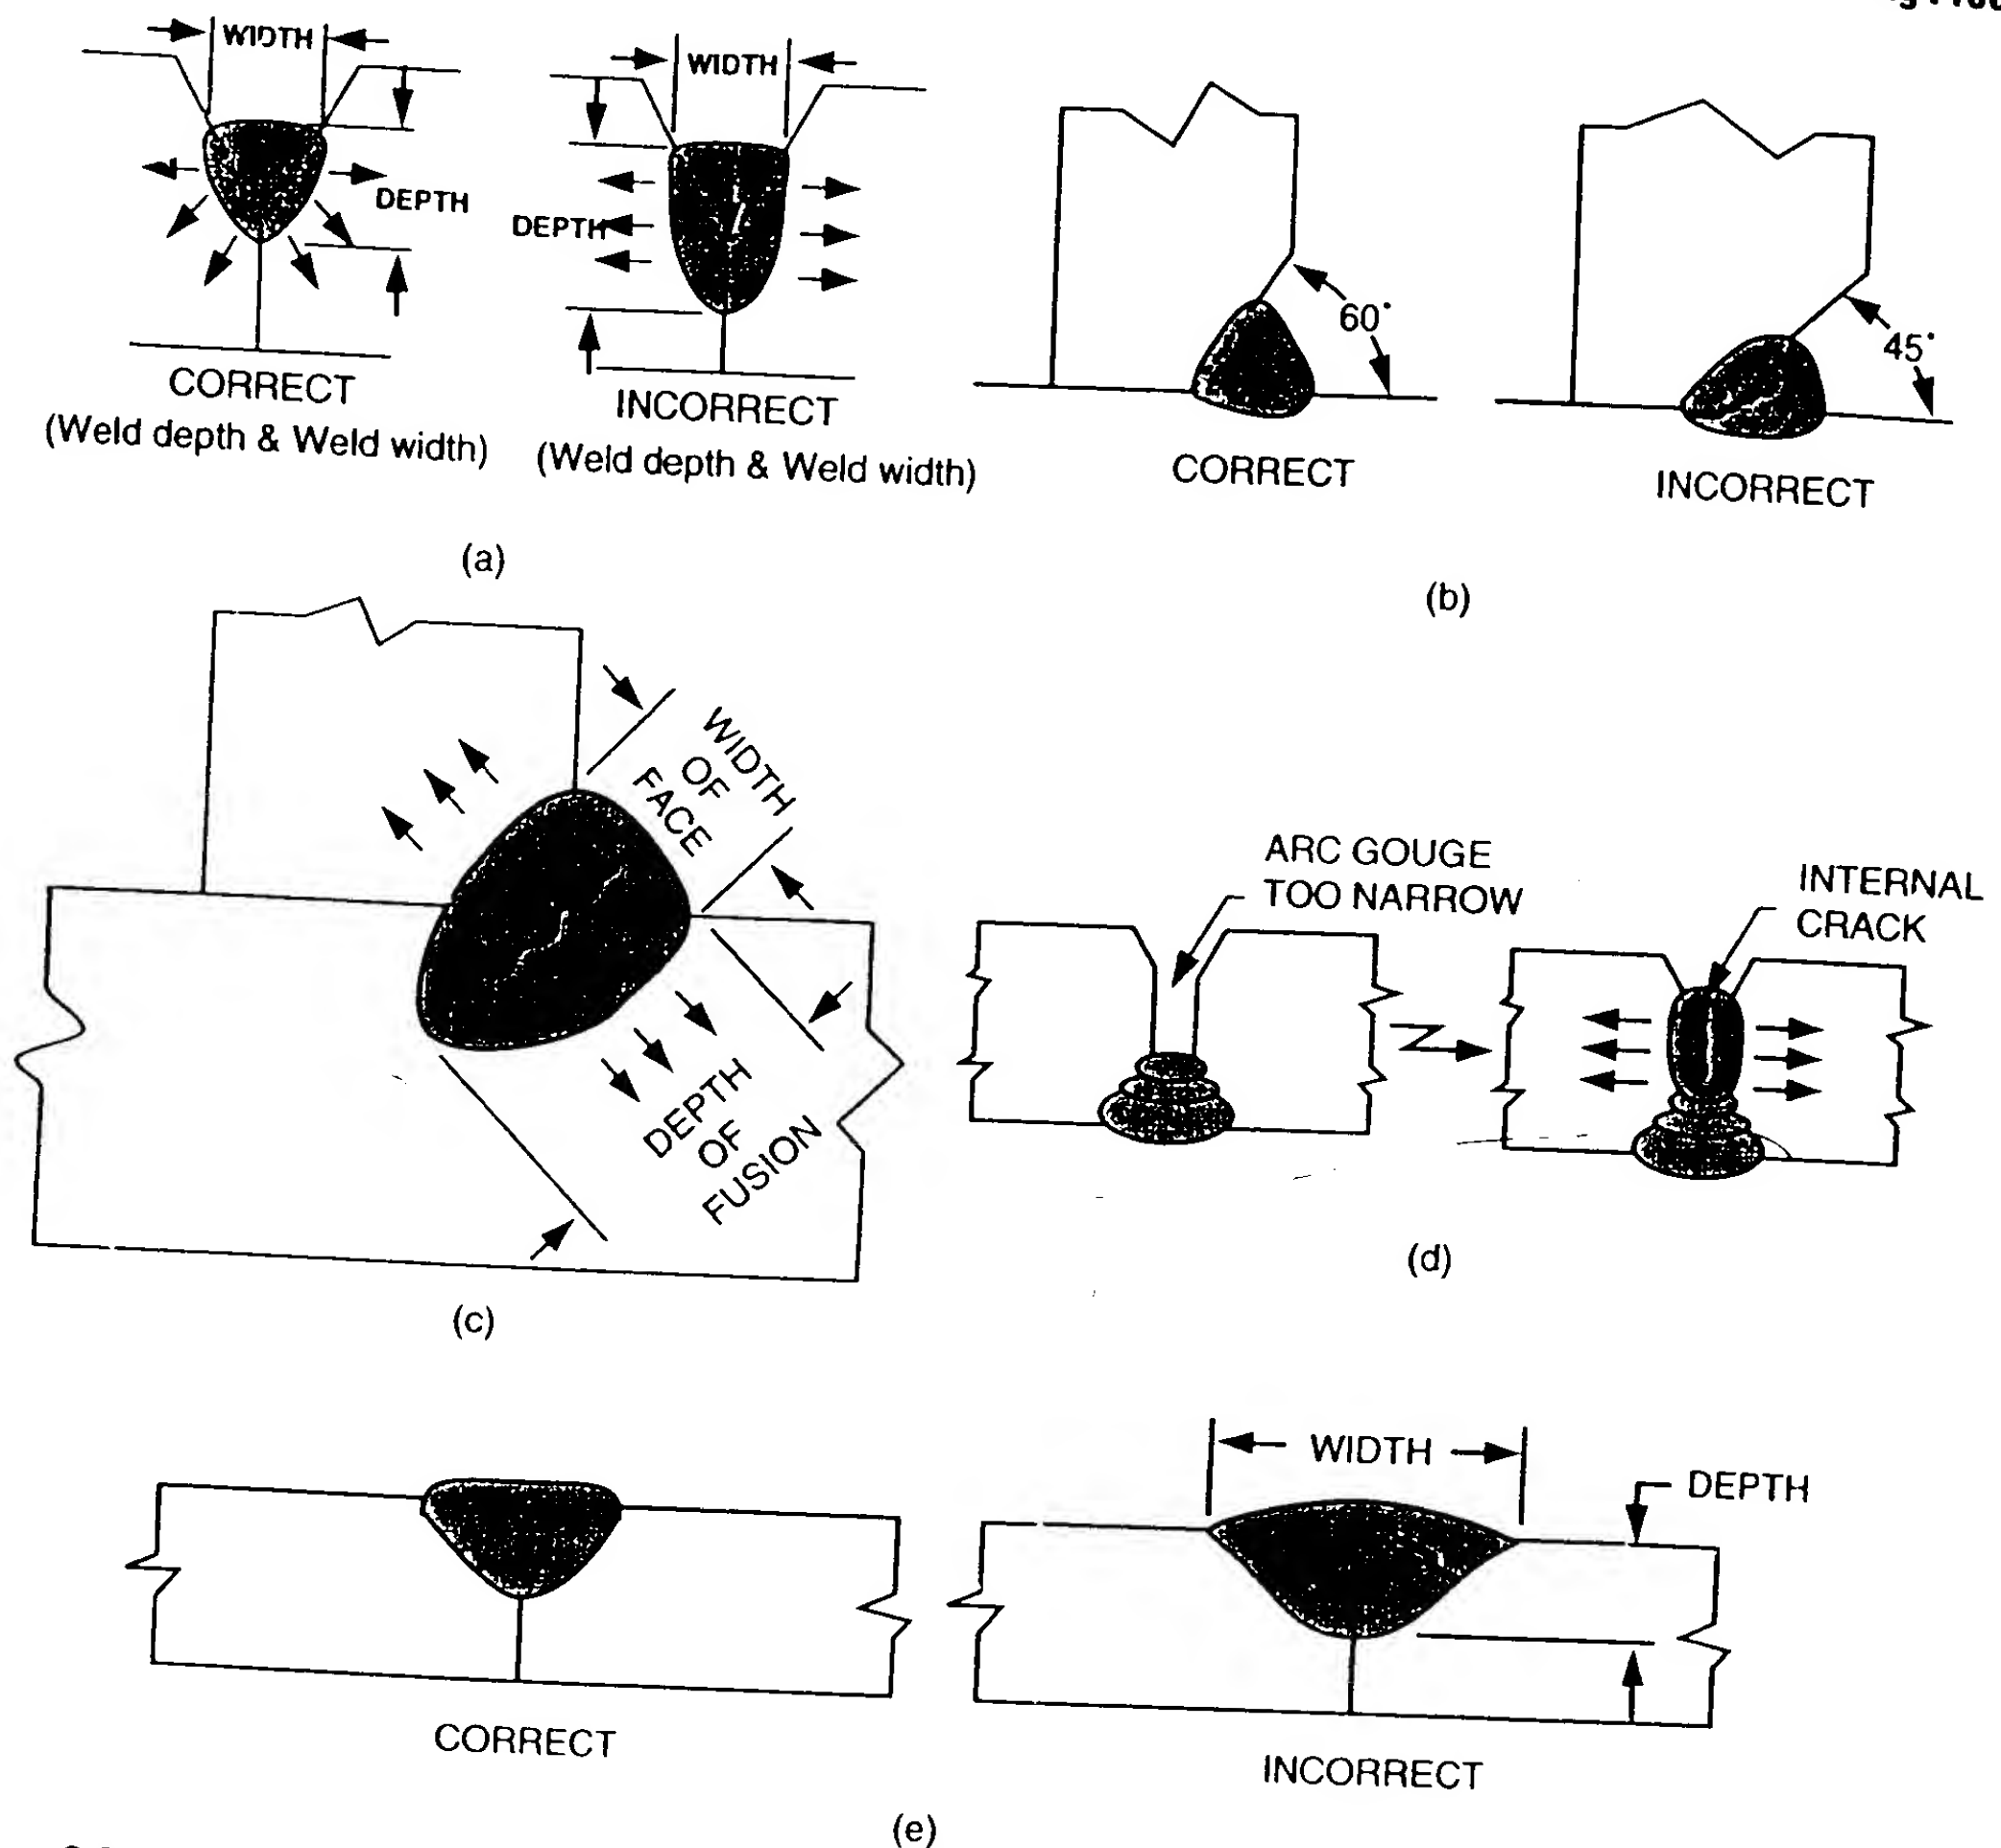 WIDTH
DEPTH
CORRECT
(Weld depth & Weld width)
WIDTH
DEPTH
INCORRECT
(Weld depth & Weld width)
(a)
60°
CORRECT
45°
INCORRECT
(b)
WIDTH
OF
FACE
DEPTH
OF
FUSION
(c)
ARC GOUGE
TOO NARROW
INTERNAL
CRACK
(d)
CORRECT
WIDTH
DEPTH
INCORRECT
(e)